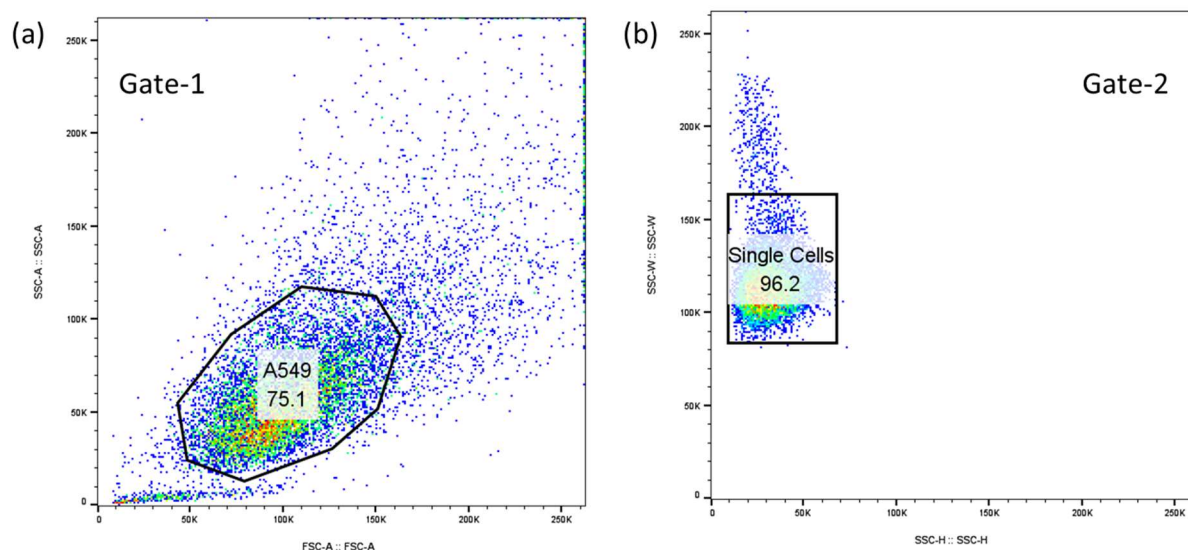 (a)
Gate-1
250K
200K
150K
100K
50K
0
SSC-A :: SSC-A
A549
75.1
0
50K
100K
150K
200K
250K
FSC-A :: FSC-A
(b)
Gate-2
250K
200K
150K
100K
50K
0
SSC-W :: SSC-W
Single Cells
96.2
0
50K
100K
150K
200K
250K
SSC-H :: SSC-H